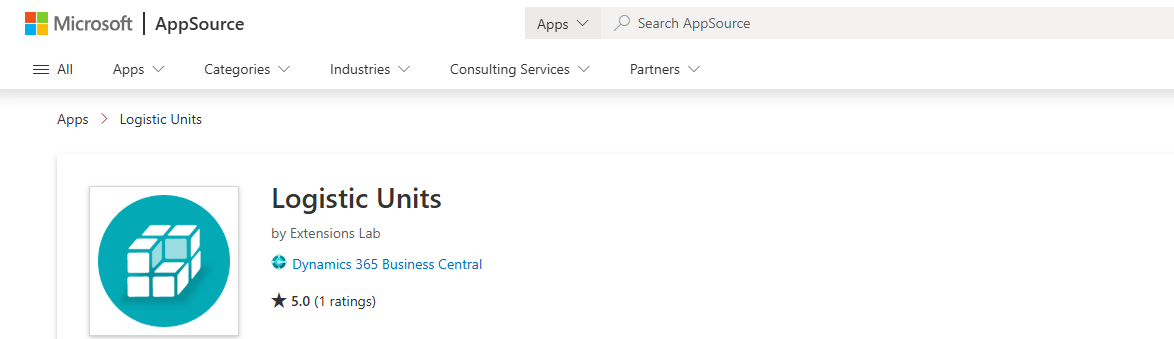 Microsoft | AppSource Apps Search AppSource
All Apps Categories Industries Consulting Services Partners
Apps > Logistic Units
Logistic Units
by Extensions Lab
Dynamics 365 Business Central
★ 5.0 (1 ratings)